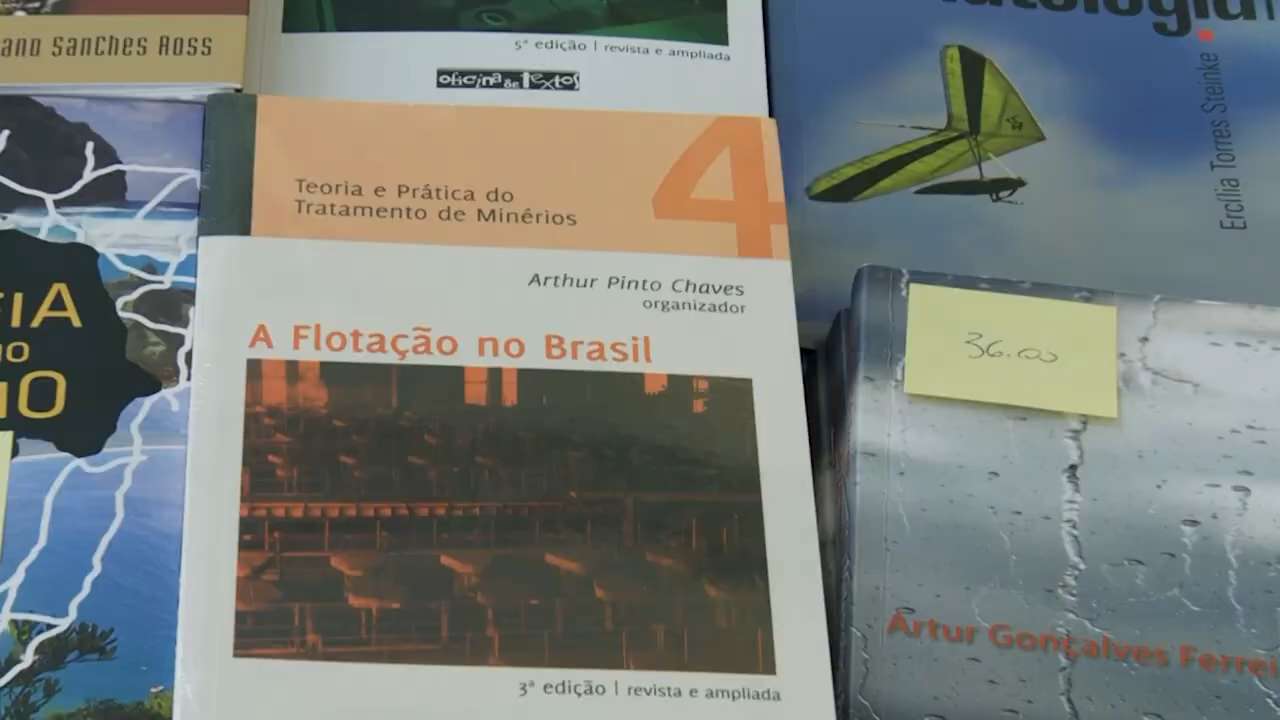 ano Sanches Ross
5ª edição | revista e ampliada
oficina de textos
Teoria e Prática do
Tratamento de Minérios
4
Arthur Pinto Chaves
organizador
A Flotação no Brasil
3ª edição | revista e ampliada
Ercília Torres Steinke
36.00
Artur Gonçalves Ferrei